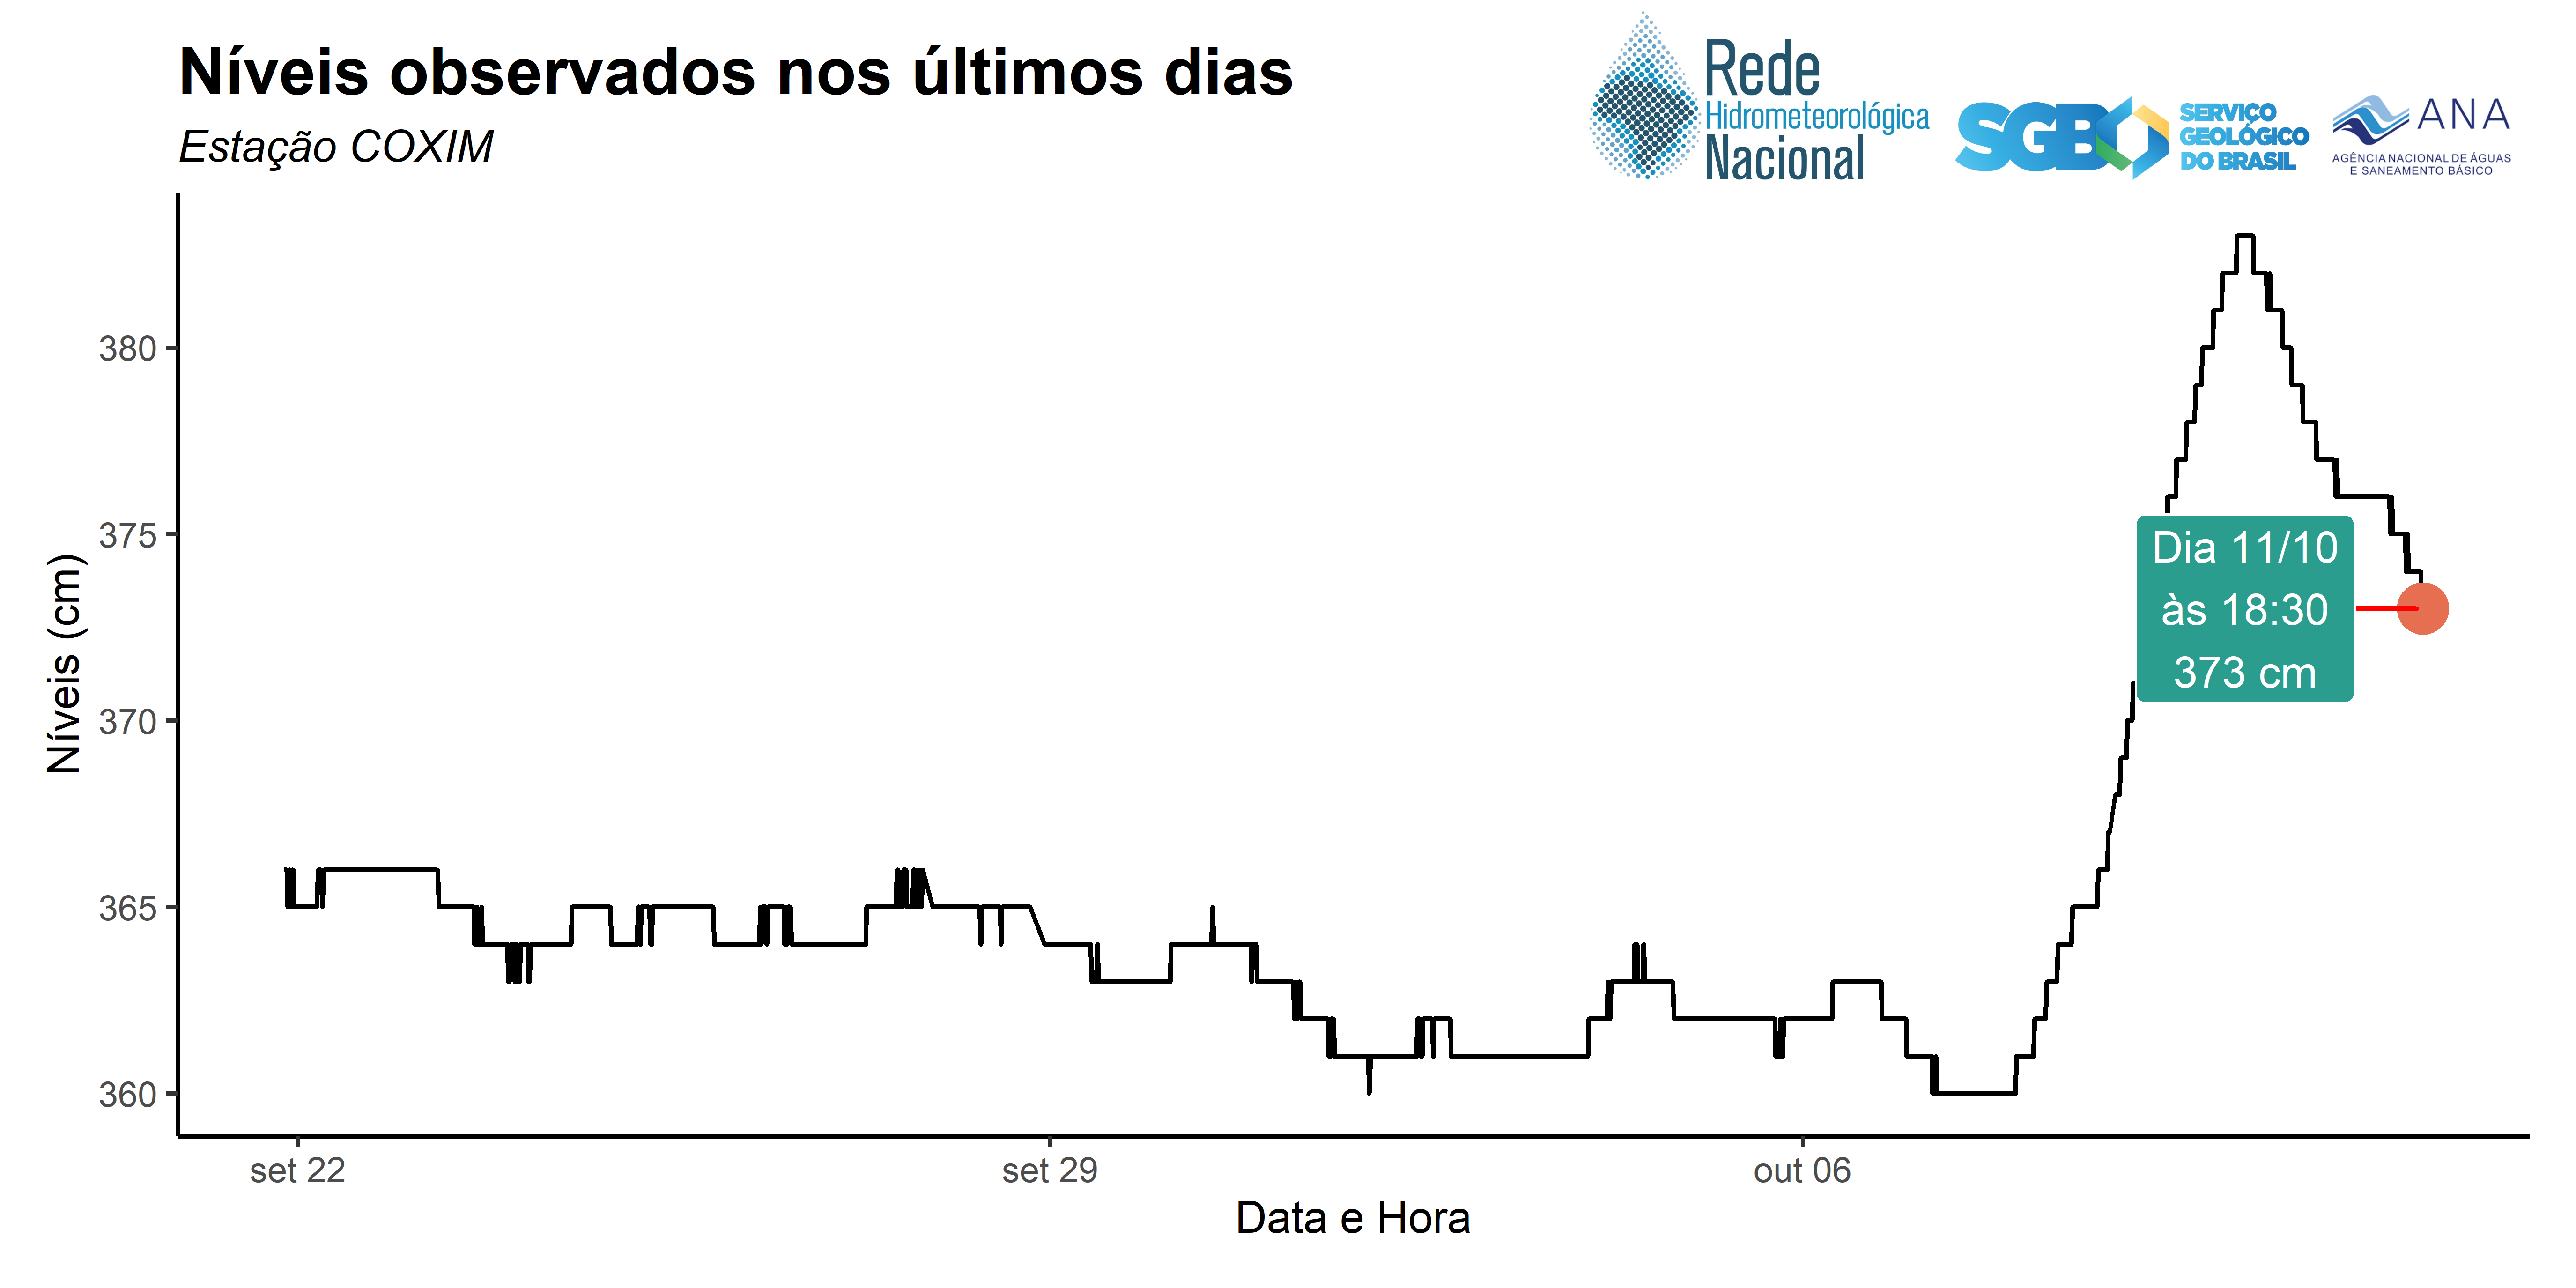 Níveis observados nos últimos dias
Estação COXIM
Rede
Hidrometeorológica
Nacional
SGB
SERVIÇO
GEOLÓGICO
DO BRASIL
ANA
AGÊNCIA NACIONAL DE ÁGUAS
E SANEAMENTO BÁSICO
Níveis (cm)
380
375
370
365
360
Dia 11/10
às 18:30
373 cm
set 22
set 29
out 06
Data e Hora